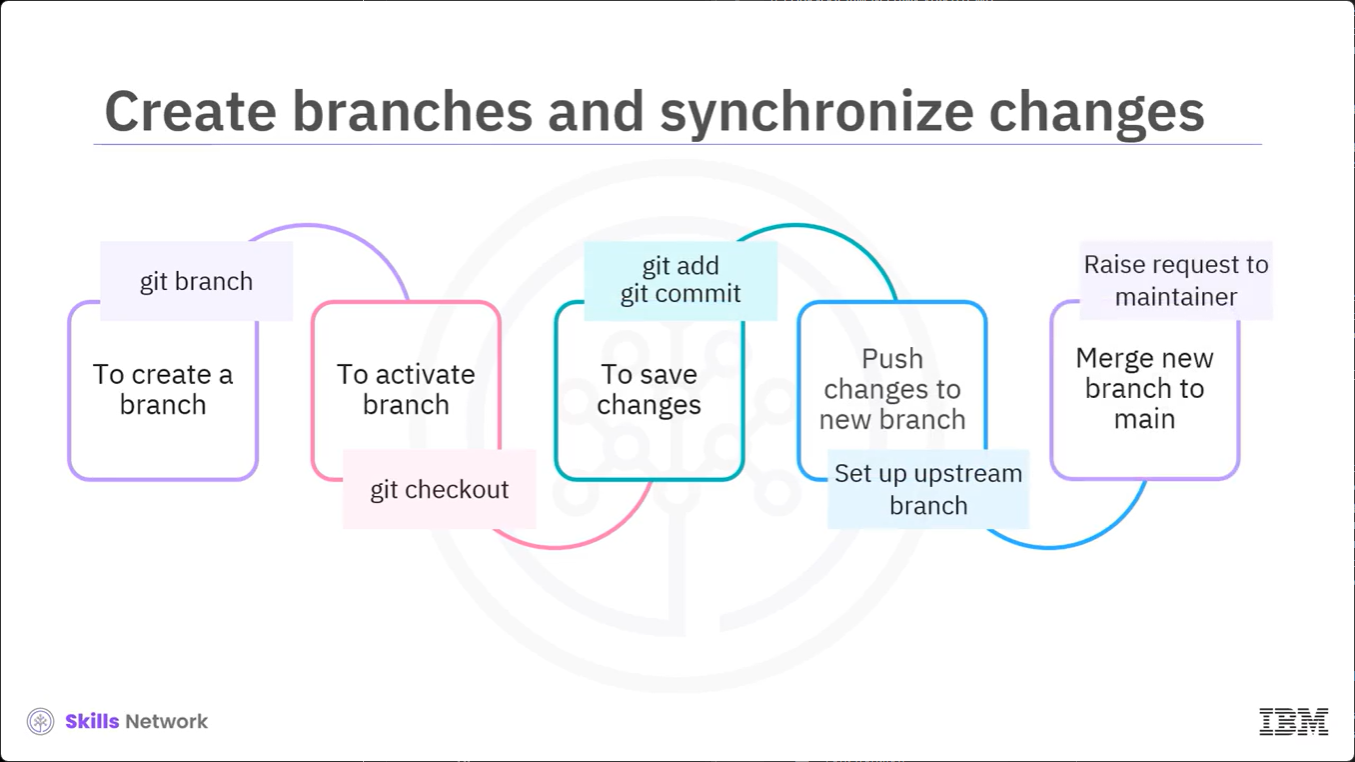 Create branches and synchronize changes
git branch
To create a
branch
To activate
branch
git checkout
git add
git commit
To save
changes
Push
changes to
new branch
Set up upstream
branch
Raise request to
maintainer
Merge new
branch to
main
Skills Network
IBM